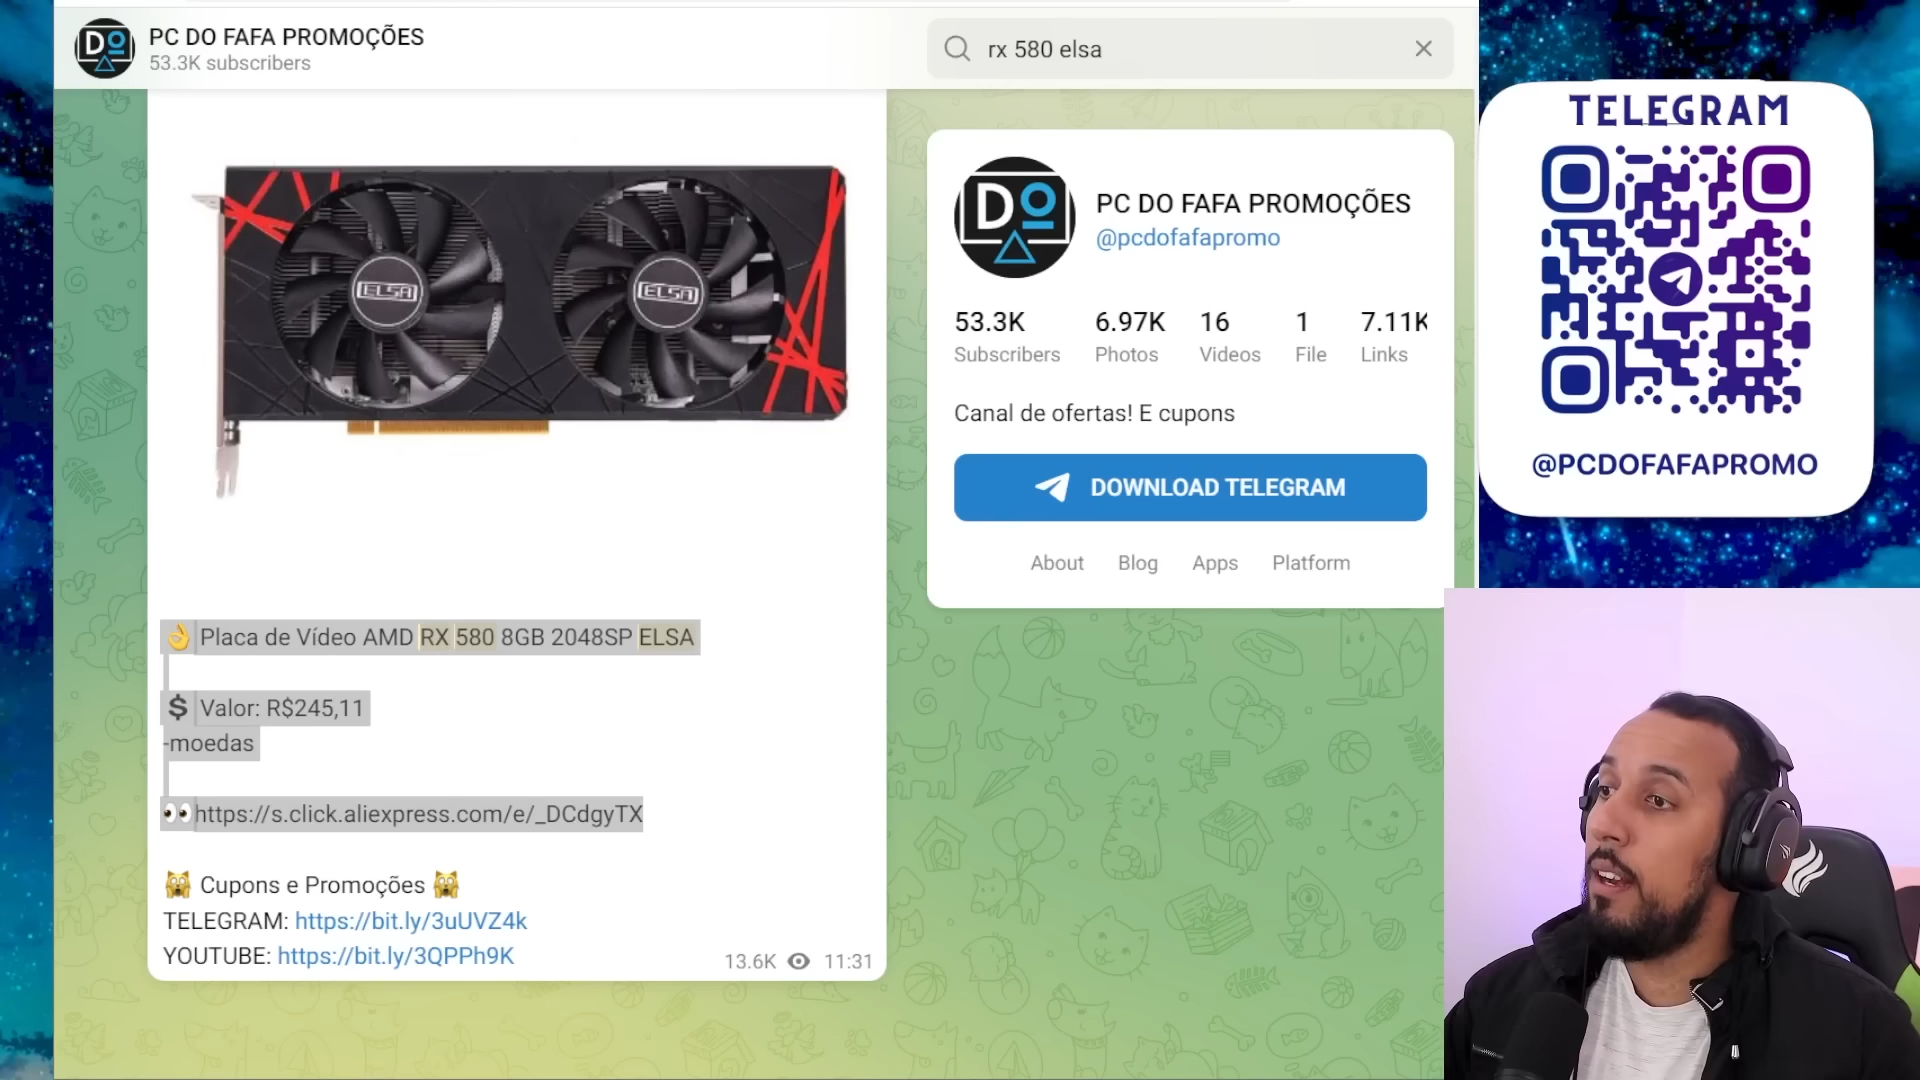 PC DO FAFA PROMOÇÕES
53.3K subscribers
rx 580 elsa
ELSA
ELSA
👌 Placa de Vídeo AMD RX 580 8GB 2048SP ELSA
$ Valor: R$245,11
-moedas
👀https://s.click.aliexpress.com/e/_DCdgyTX
🙀 Cupons e Promoções 🙀
TELEGRAM: https://bit.ly/3uUVZ4k
YOUTUBE: https://bit.ly/3QPPh9K
13.6K 11:31
DO
PC DO FAFA PROMOÇÕES
@pcdofafapromo
53.3K 6.97K 16 1 7.11K
Subscribers Photos Videos File Links
Canal de ofertas! E cupons
DOWNLOAD TELEGRAM
About Blog Apps Platform
TELEGRAM
@PCDOFAFAPROMO